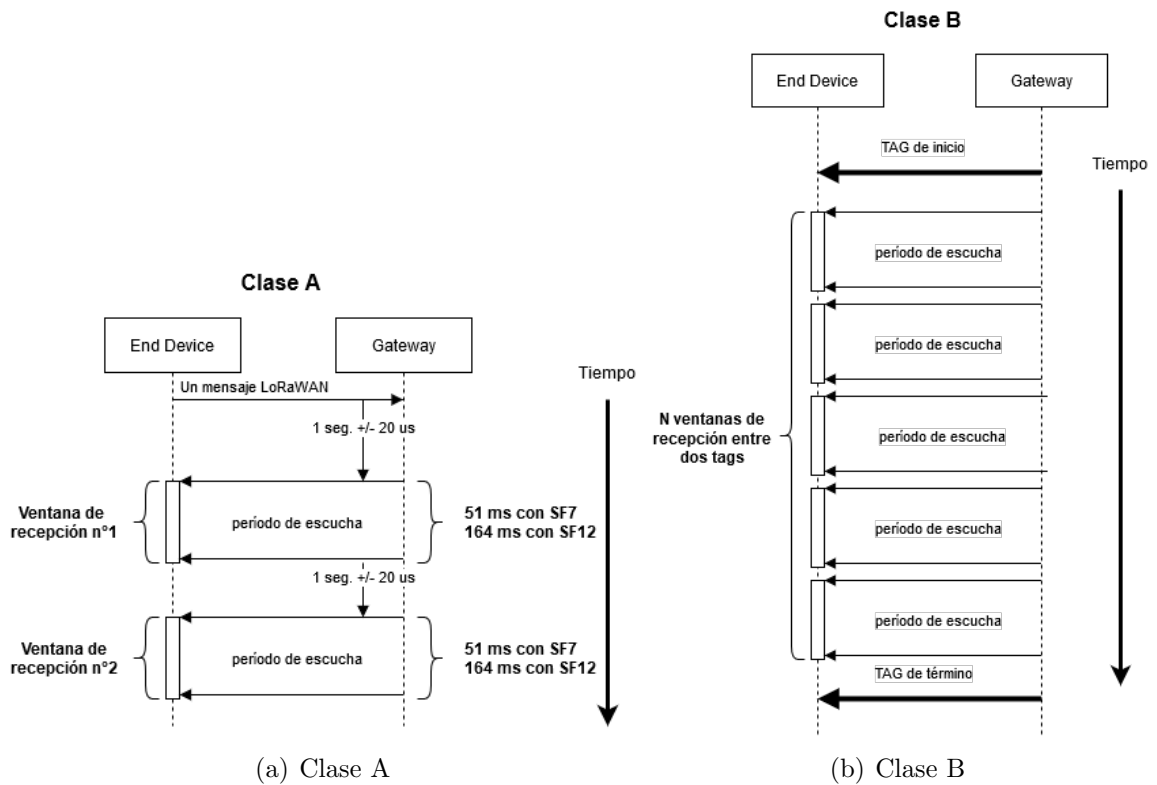 Clase A
End Device
Gateway
Un mensaje LoRaWAN
1 seg. +/- 20 us
Ventana de
recepción n°1
período de escucha
51 ms con SF7
164 ms con SF12
1 seg. +/- 20 us
Ventana de
recepción n°2
período de escucha
51 ms con SF7
164 ms con SF12
Tiempo
(a) Clase A
Clase B
End Device
Gateway
TAG de inicio
Tiempo
período de escucha
período de escucha
N ventanas de
recepción entre
dos tags
período de escucha
período de escucha
período de escucha
TAG de término
(b) Clase B